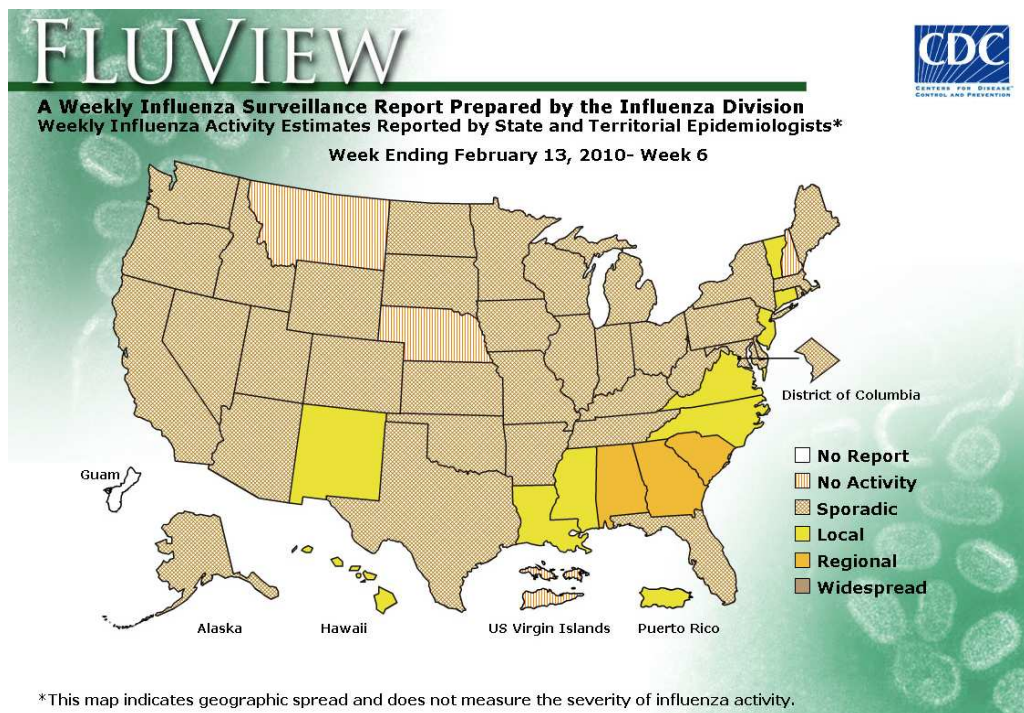 FLUVIEW
CDC
CENTERS FOR DISEASE
CONTROL AND PREVENTION
A Weekly Influenza Surveillance Report Prepared by the Influenza Division
Weekly Influenza Activity Estimates Reported by State and Territorial Epidemiologists*
Week Ending February 13, 2010- Week 6
District of Columbia
Guam
No Report
No Activity
Sporadic
Local
Regional
Widespread
Alaska
Hawaii
US Virgin Islands
Puerto Rico
*This map indicates geographic spread and does not measure the severity of influenza activity.